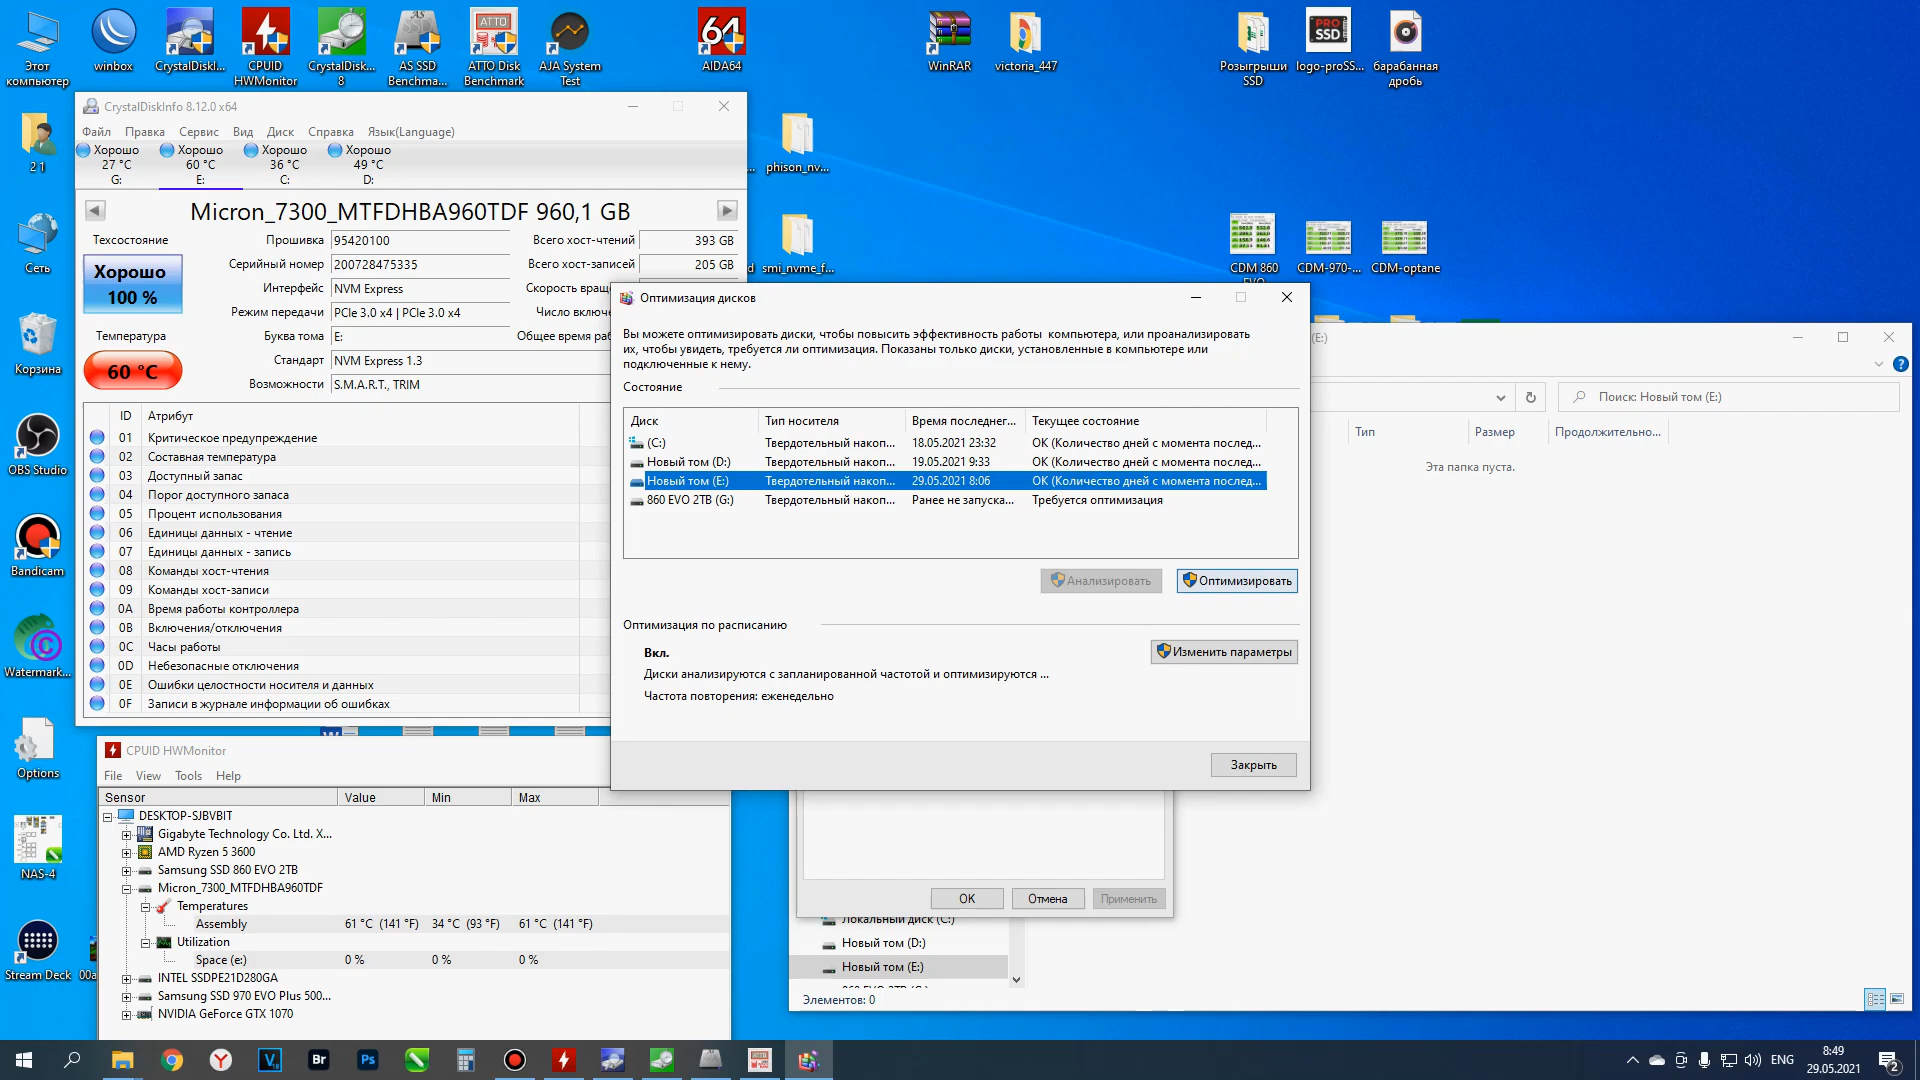 Этот компьютер
winbox
CrystalDiskI...
CPUID HWMonitor
CrystalDisk... 8
AS SSD Benchma...
ATTO Disk Benchmark
AJA System Test
AIDA64
WinRAR
victoria_447
Розыгрыши SSD
logo-proSS...
барабанная дробь
2 1
Сеть
Корзина
OBS Studio
Bandicam
Watermark...
Options
NAS-4
Stream Deck
00a
phison_nv...
smi_nvme_f...
CDM 860 EVO
CDM-970-...
CDM-optane
CrystalDiskInfo 8.12.0 x64
Файл Правка Сервис Вид Диск Справка Язык(Language)
Хорошо Хорошо Хорошо Хорошо
27 °C 60 °C 36 °C 49 °C
G: E: C: D:
Micron_7300_MTFDHBA960TDF 960,1 GB
Техсостояние
Хорошо
100 %
Температура
60 °C
Прошивка 95420100
Серийный номер 200728475335
Интерфейс NVM Express
Режим передачи PCIe 3.0 x4 | PCIe 3.0 x4
Буква тома E:
Стандарт NVM Express 1.3
Возможности S.M.A.R.T., TRIM
Всего хост-чтений 393 GB
Всего хост-записей 205 GB
Скорость враще
Число включе
Общее время раб
ID Атрибут
01 Критическое предупреждение
02 Составная температура
03 Доступный запас
04 Порог доступного запаса
05 Процент использования
06 Единицы данных - чтение
07 Единицы данных - запись
08 Команды хост-чтения
09 Команды хост-записи
0A Время работы контроллера
0B Включения/отключения
0C Часы работы
0D Небезопасные отключения
0E Ошибки целостности носителя и данных
0F Записи в журнале информации об ошибках
Оптимизация дисков
Вы можете оптимизировать диски, чтобы повысить эффективность работы компьютера, или проанализировать
их, чтобы увидеть, требуется ли оптимизация. Показаны только диски, установленные в компьютере или
подключенные к нему.
Состояние
Диск Тип носителя Время последнег... Текущее состояние
(C:) Твердотельный накоп... 18.05.2021 23:32 ОК (Количество дней с момента послед...
Новый том (D:) Твердотельный накоп... 19.05.2021 9:33 ОК (Количество дней с момента послед...
Новый том (E:) Твердотельный накоп... 29.05.2021 8:06 ОК (Количество дней с момента послед...
860 EVO 2TB (G:) Твердотельный накоп... Ранее не запуска... Требуется оптимизация
Анализировать Оптимизировать
Оптимизация по расписанию
Вкл.
Изменить параметры
Диски анализируются с запланированной частотой и оптимизируются ...
Частота повторения: еженедельно
Закрыть
(E:)
Поиск: Новый том (E:)
Тип Размер Продолжительно...
Эта папка пуста.
ОК Отмена Применить
Локальный диск (C:)
Новый том (D:)
Новый том (E:)
Элементов: 0
CPUID HWMonitor
File View Tools Help
Sensor Value Min Max
DESKTOP-SJBVBIT
Gigabyte Technology Co. Ltd. X...
AMD Ryzen 5 3600
Samsung SSD 860 EVO 2TB
Micron_7300_MTFDHBA960TDF
Temperatures
Assembly 61 °C (141 °F) 34 °C (93 °F) 61 °C (141 °F)
Utilization
Space (e:) 0 % 0 % 0 %
INTEL SSDPE21D280GA
Samsung SSD 970 EVO Plus 500...
NVIDIA GeForce GTX 1070
ENG
8:49
29.05.2021
2